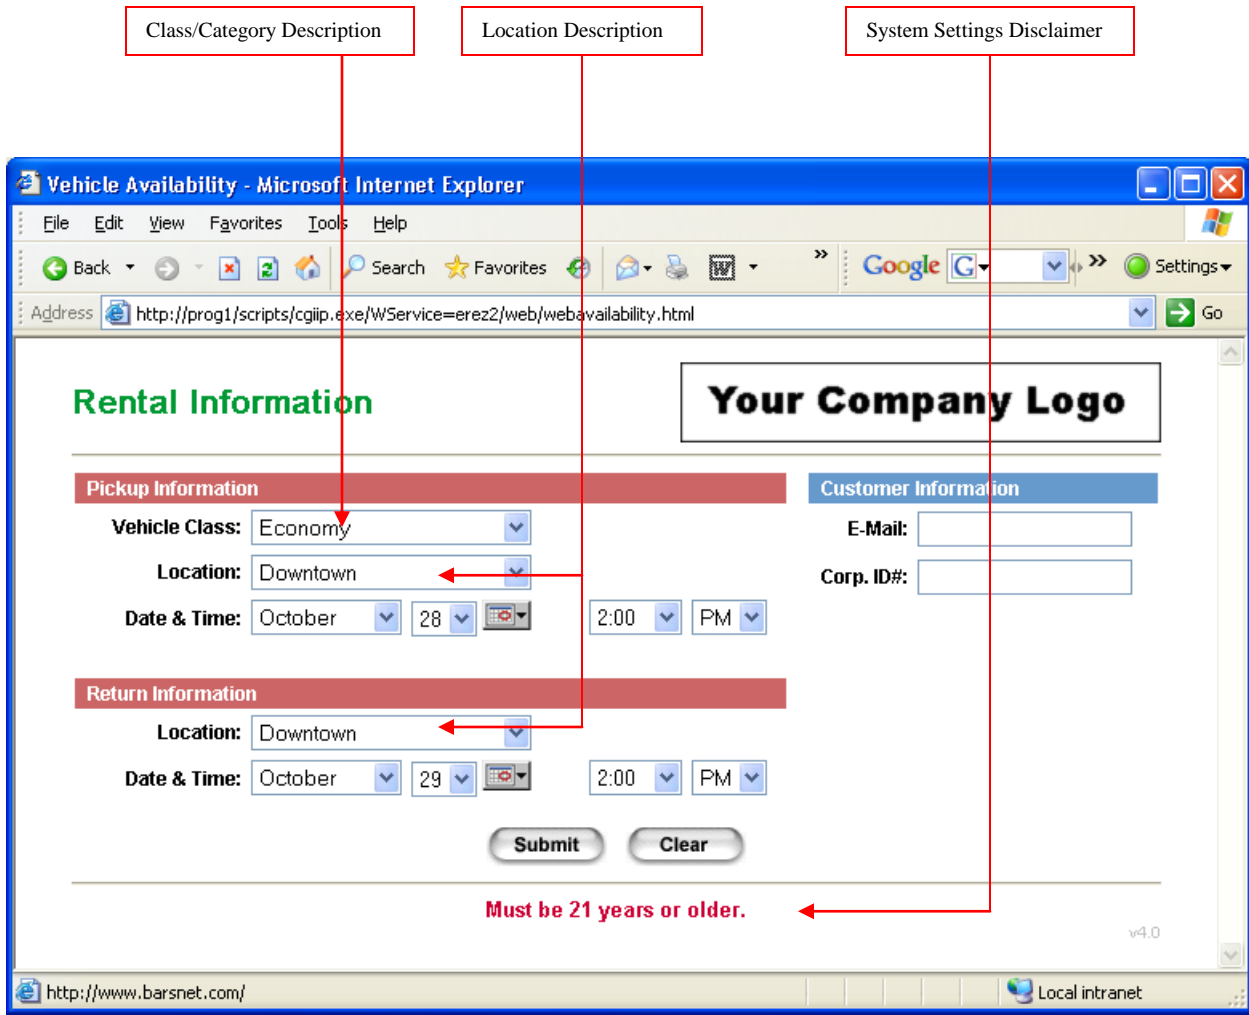 Class/Category Description Location Description System Settings Disclaimer
Vehicle Availability - Microsoft Internet Explorer
File Edit View Favorites Tools Help
Back Search Favorites W » Google G » Settings
Address http://prog1/scripts/cgiip.exe/WService=erez2/web/webavailability.html Go
Rental Information Your Company Logo
Pickup Information Customer Information
Vehicle Class: Economy E-Mail:
Location: Downtown Corp. ID#:
Date & Time: October 28 2:00 PM
Return Information
Location: Downtown
Date & Time: October 29 2:00 PM
Submit Clear
Must be 21 years or older.
v4.0
http://www.barsnet.com/ Local intranet